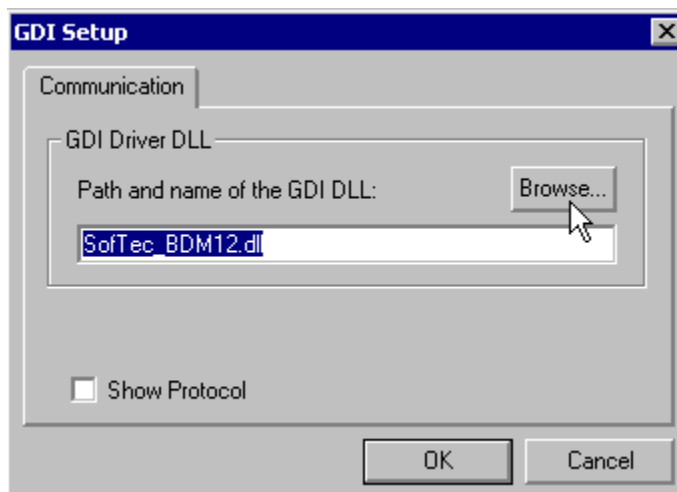 GDI Setup
Communication
GDI Driver DLL
Path and name of the GDI DLL:
Browse...
SofTec_BDM12.dll
Show Protocol
OK
Cancel